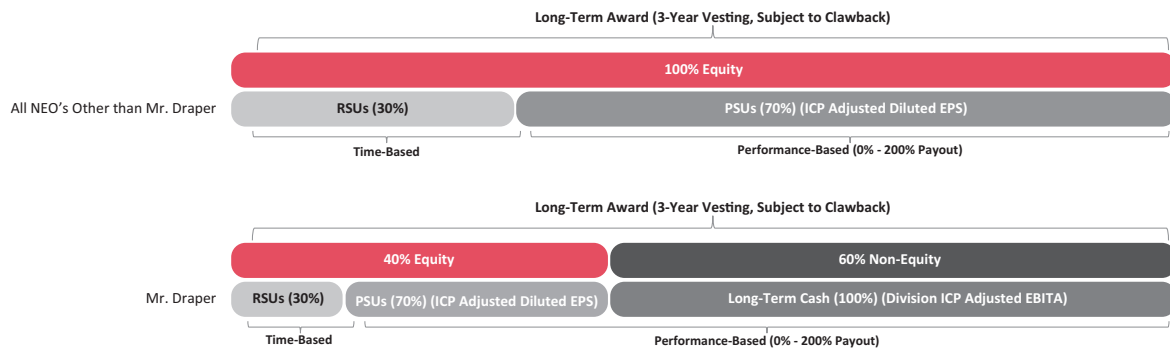 Long-Term Award (3-Year Vesting, Subject to Clawback)
100% Equity
All NEO's Other than Mr. Draper
RSUs (30%)
PSUs (70%) (ICP Adjusted Diluted EPS)
Time-Based
Performance-Based (0% - 200% Payout)
Long-Term Award (3-Year Vesting, Subject to Clawback)
40% Equity
60% Non-Equity
Mr. Draper
RSUs (30%)
PSUs (70%) (ICP Adjusted Diluted EPS)
Long-Term Cash (100%) (Division ICP Adjusted EBITA)
Time-Based
Performance-Based (0% - 200% Payout)